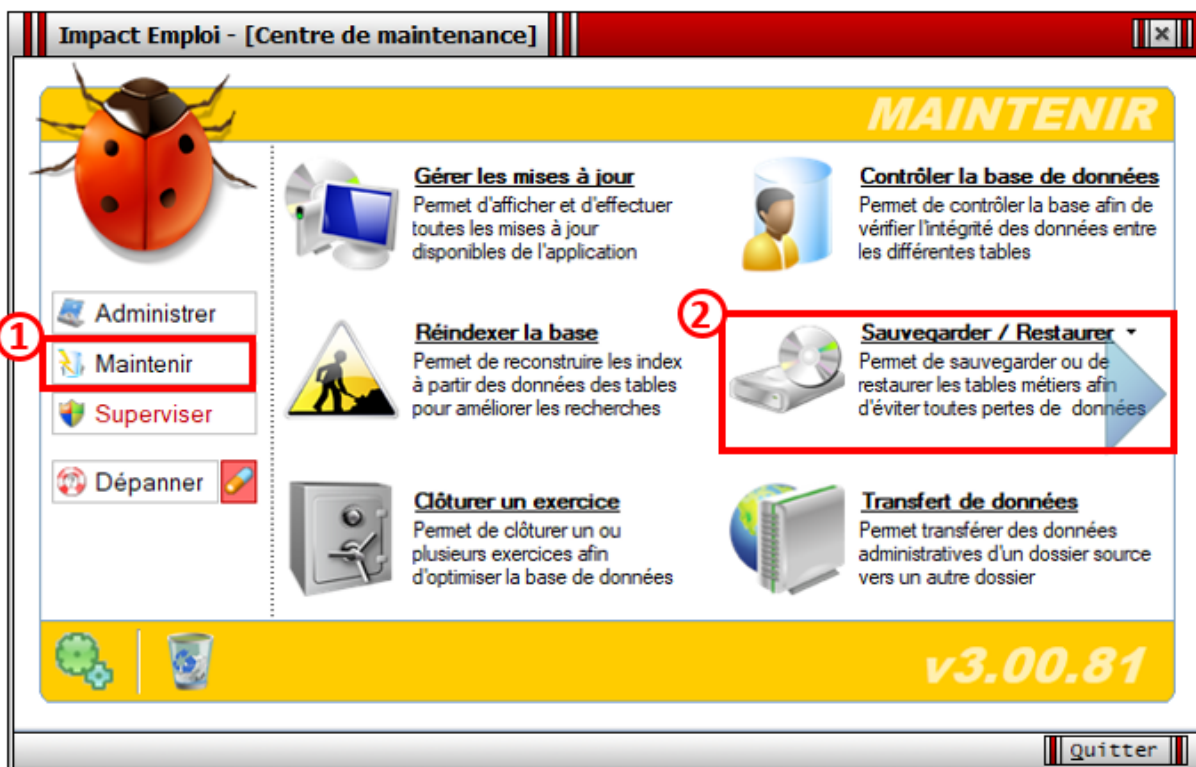 Impact Emploi - [Centre de maintenance]
MAINTENIR
1
Administrer
Maintenir
Superviser
Dépanner
Gérer les mises à jour
Permet d'afficher et d'effectuer
toutes les mises à jour
disponibles de l'application
Contrôler la base de données
Permet de contrôler la base afin de
vérifier l'intégrité des données entre
les différentes tables
Réindexer la base
Permet de reconstruire les index
à partir des données des tables
pour améliorer les recherches
2
Sauvegarder / Restaurer
Permet de sauvegarder ou de
restaurer les tables métiers afin
d'éviter toutes pertes de données
Clôturer un exercice
Permet de clôturer un ou
plusieurs exercices afin
d'optimiser la base de données
Transfert de données
Permet transférer des données
administratives d'un dossier source
vers un autre dossier
v3.00.81
Quitter